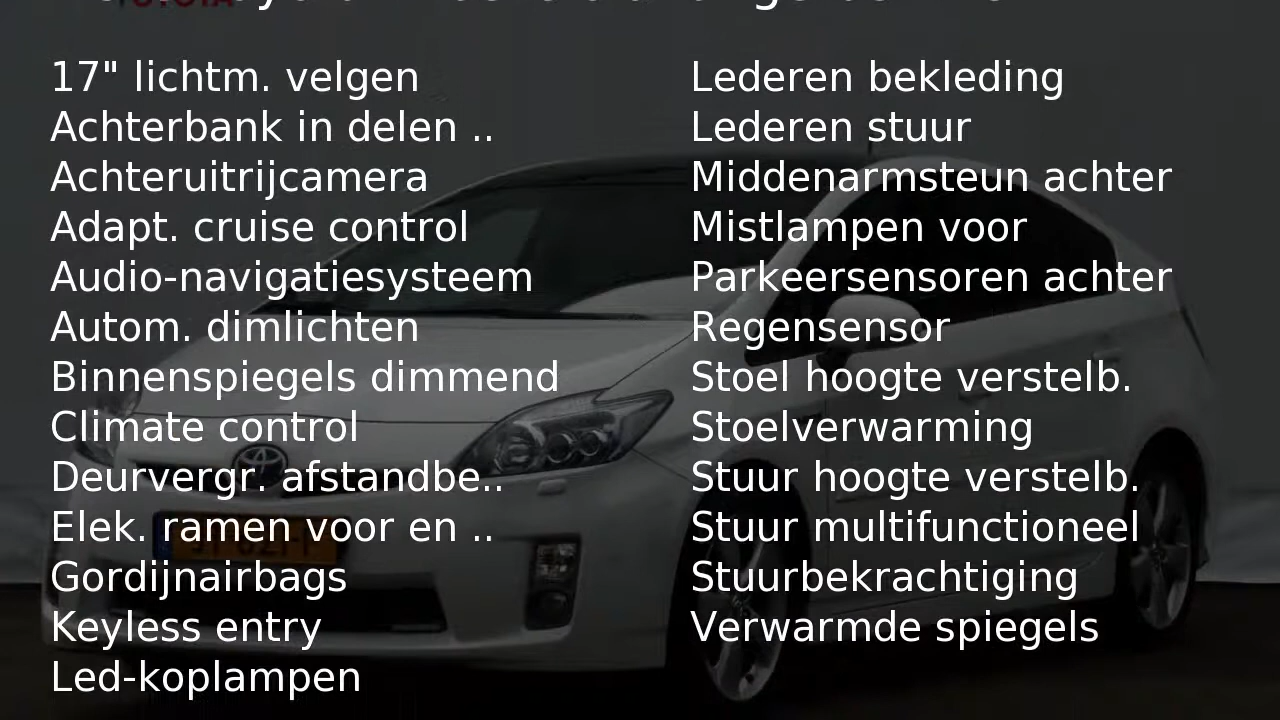 17" lichtm. velgen
Achterbank in delen ..
Achteruitrijcamera
Adapt. cruise control
Audio-navigatiesysteem
Autom. dimlichten
Binnenspiegels dimmend
Climate control
Deurvergr. afstandbe..
Elek. ramen voor en ..
Gordijnairbags
Keyless entry
Led-koplampen
Lederen bekleding
Lederen stuur
Middenarmsteun achter
Mistlampen voor
Parkeersensoren achter
Regensensor
Stoel hoogte verstelb.
Stoelverwarming
Stuur hoogte verstelb.
Stuur multifunctioneel
Stuurbekrachtiging
Verwarmde spiegels